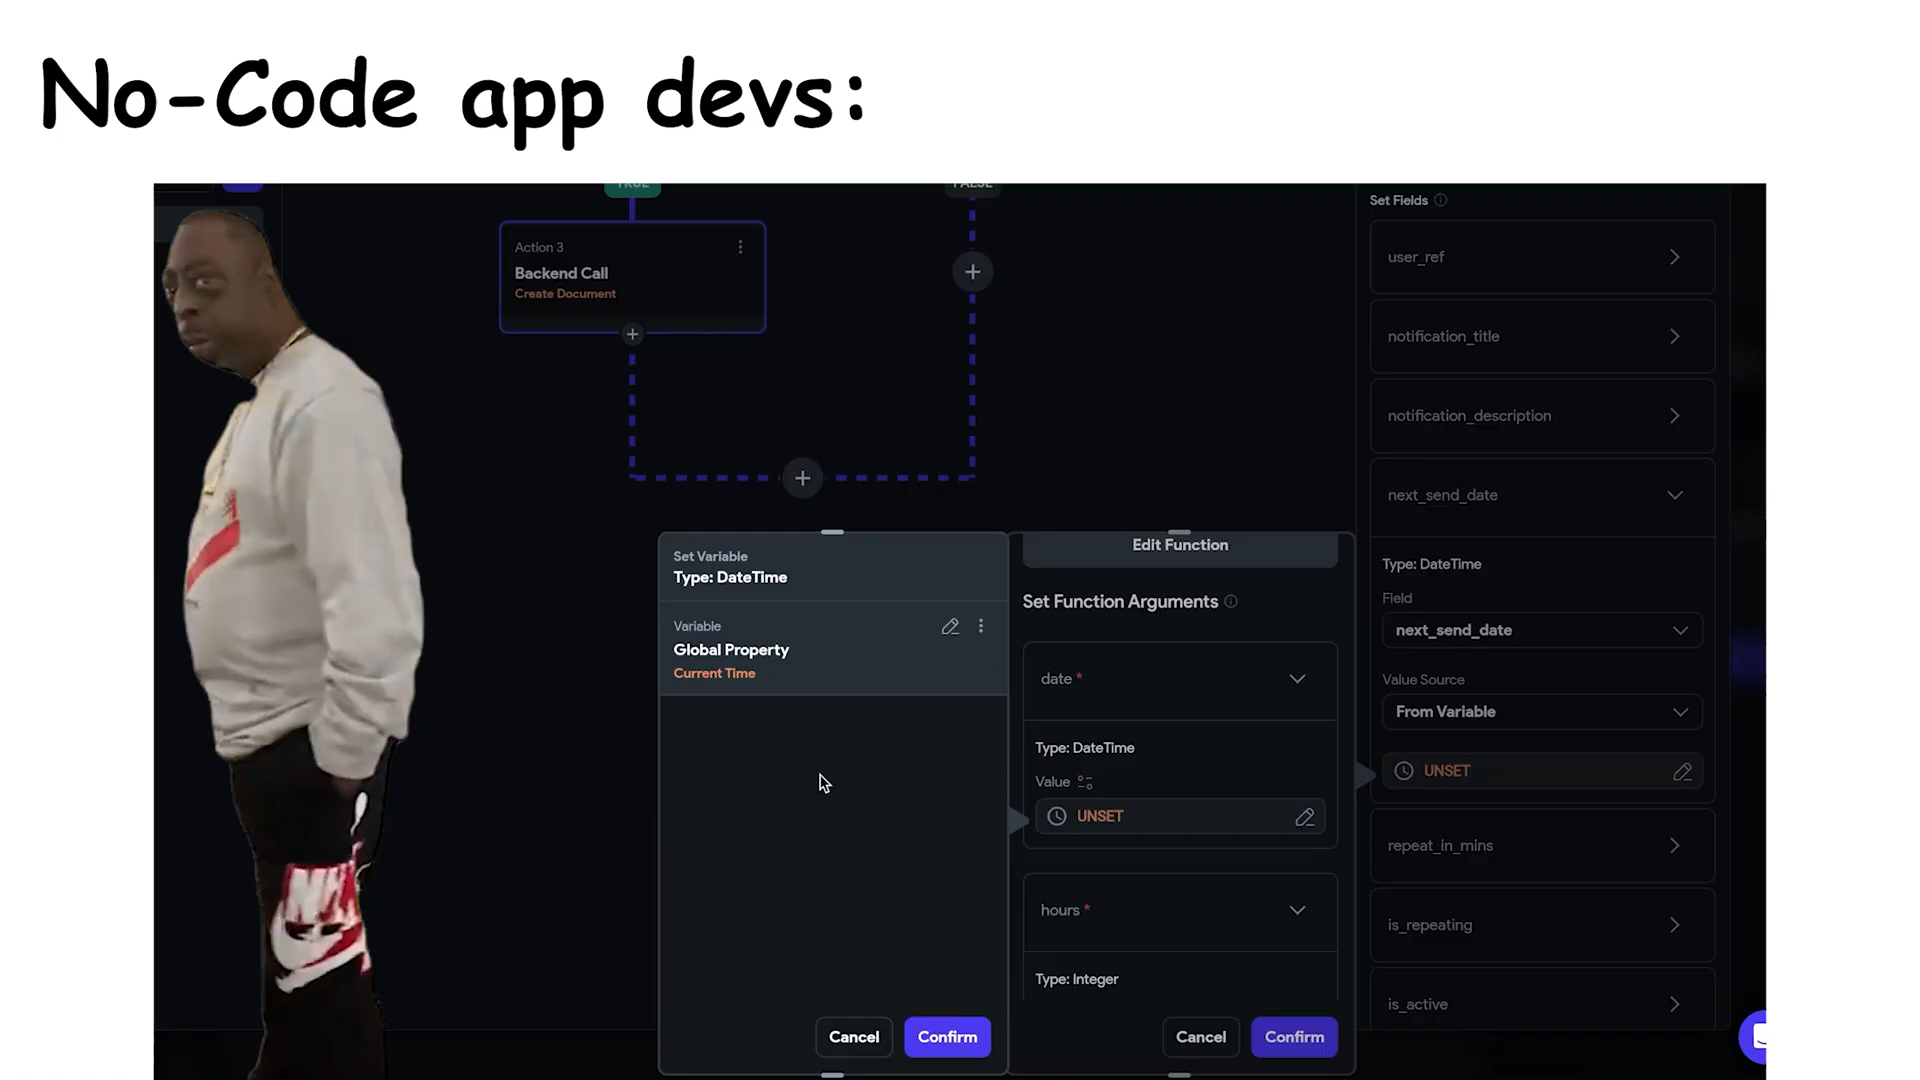 No-Code app devs:
TRUE
FALSE
Action 3
Backend Call
Create Document
Set Variable
Type: DateTime
Variable
Global Property
Current Time
Cancel
Confirm
Edit Function
Set Function Arguments
date *
Type: DateTime
Value
UNSET
hours *
Type: Integer
Cancel
Confirm
Set Fields
user_ref
notification_title
notification_description
next_send_date
Type: DateTime
Field
next_send_date
Value Source
From Variable
UNSET
repeat_in_mins
is_repeating
is_active